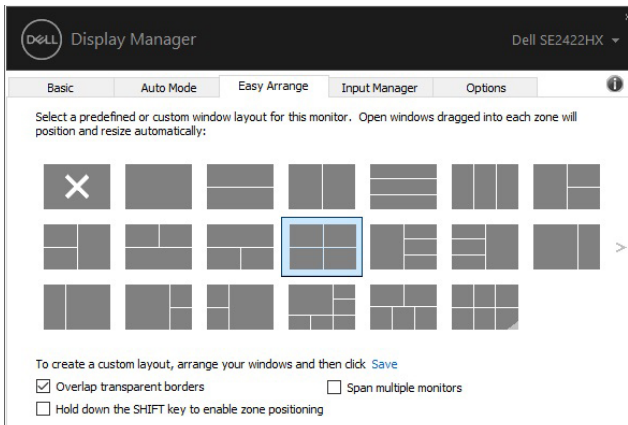 DELL Display Manager Dell SE2422HX
Basic Auto Mode Easy Arrange Input Manager Options
Select a predefined or custom window layout for this monitor. Open windows dragged into each zone will
position and resize automatically:
To create a custom layout, arrange your windows and then click Save
Overlap transparent borders Span multiple monitors
Hold down the SHIFT key to enable zone positioning